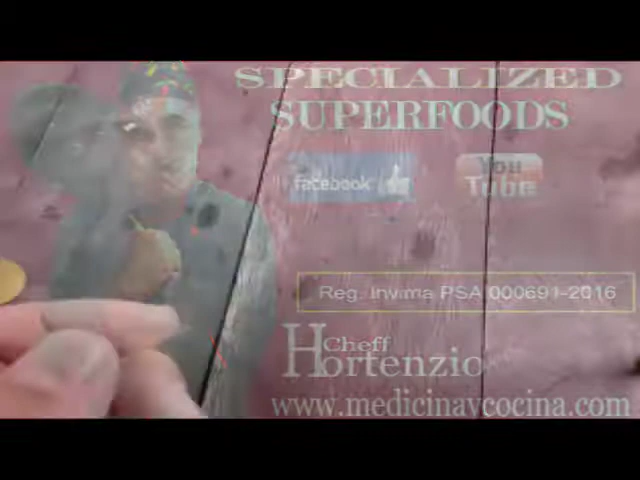 SPECIALIZED
SUPERFOODS
facebook
You
Tube
Reg. Invima PSA 000691-2016
Cheff
Hortenzio
www.medicinaycocina.com